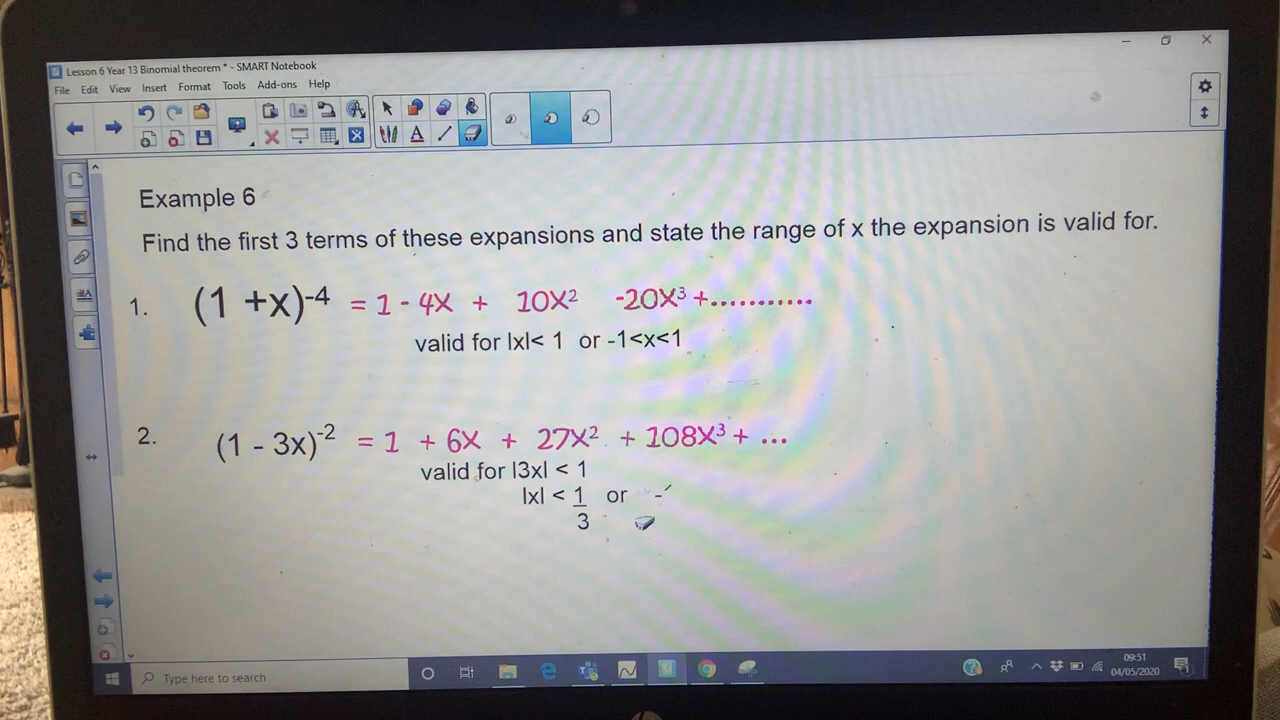 Lesson 6 Year 13 Binomial theorem * - SMART Notebook
File Edit View Insert Format Tools Add-ons Help
Example 6
Find the first 3 terms of these expansions and state the range of x the expansion is valid for.
1. (1 +x)-4 = 1 - 4X + 10X² -20X³ +...........
valid for |x|< 1 or -1<x<1
2. (1 - 3x)-2 = 1 + 6X + 27X² + 108X³ + ...
valid for |3x| < 1
|x| < 1 or -
3
Type here to search
09:51
04/05/2020